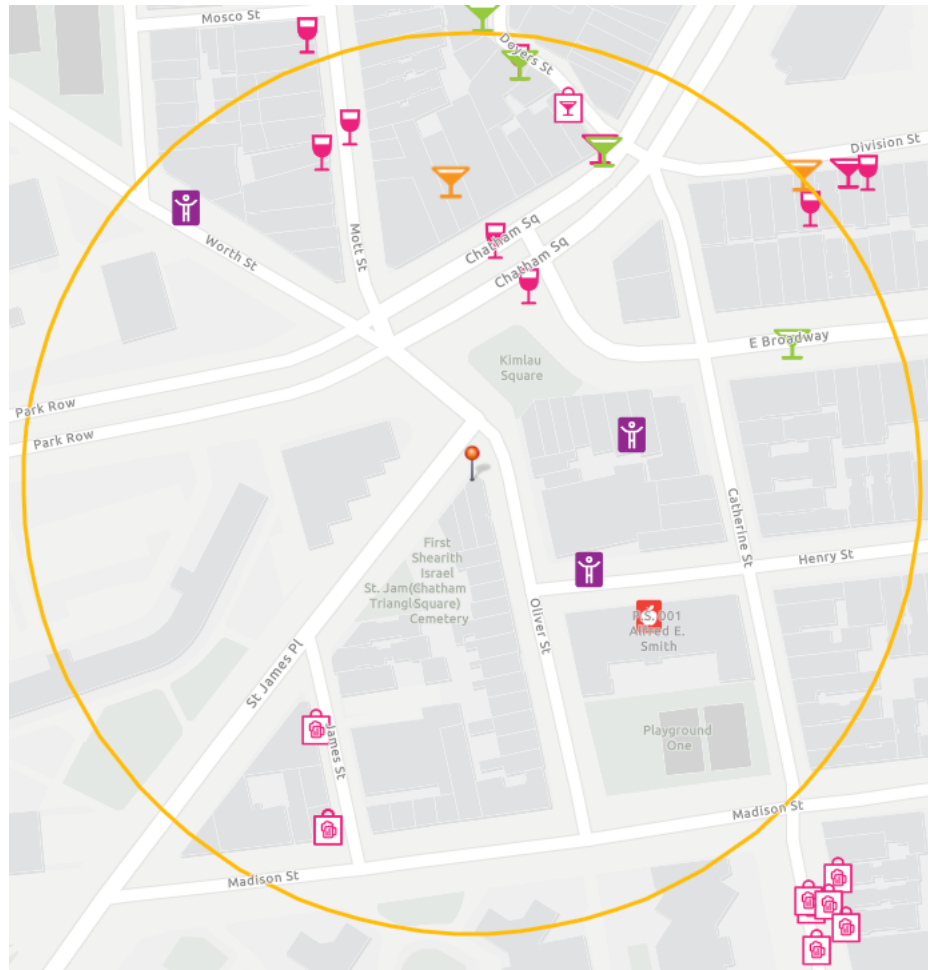 Mosco St
Doyers St
Division St
Worth St
Mott St
Chatham Sq
Chatham Sq
E Broadway
Kimlau
Square
Park Row
Park Row
Catherine St
First
Shearith
Israel
(Chatham
Square)
Cemetery
St. Jam
Triangl
Henry St
Oliver St
P.S. 001
Alfred E.
Smith
St James Pl
James St
Playground
One
Madison St
Madison St